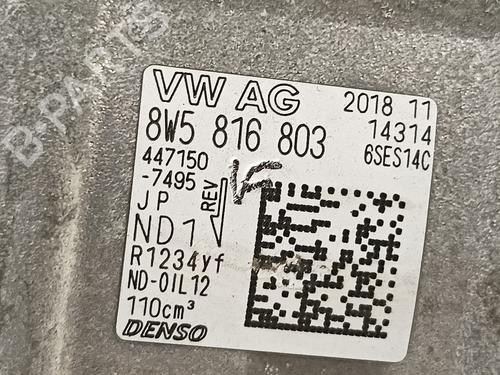 B-PARTS
VW AG
2018 11
8W5 816 803
14314
6SES14C
447150
-7495
JP
REV
ND1
R1234yf
ND-OIL12
110cm³
DENSO